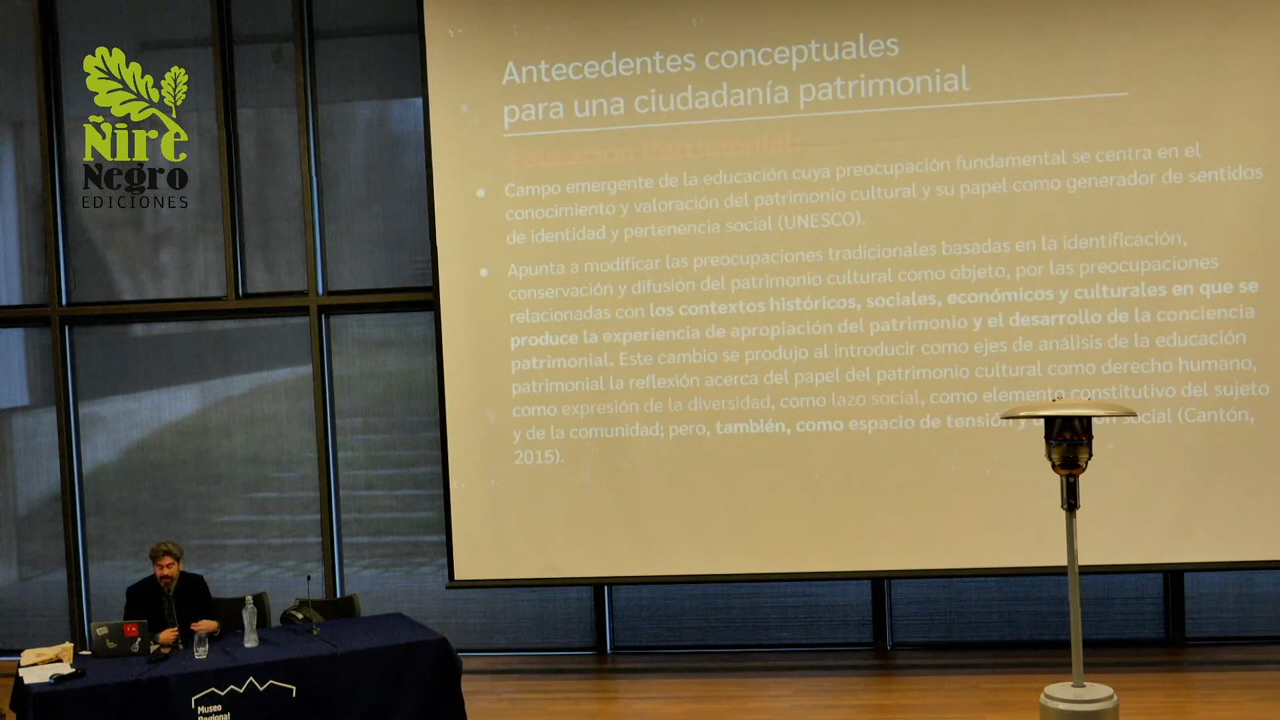 Ñire
Negro
EDICIONES
Antecedentes conceptuales
para una ciudadanía patrimonial
Campo emergente de la educación cuya preocupación fundamental se centra en el
conocimiento y valoración del patrimonio cultural y su papel como generador de sentidos
de identidad y pertenencia social (UNESCO).
Apunta a modificar las preocupaciones tradicionales basadas en la identificación,
conservación y difusión del patrimonio cultural como objeto, por las preocupaciones
relacionadas con los contextos históricos, sociales, económicos y culturales en que se
produce la experiencia de apropiación del patrimonio y el desarrollo de la conciencia
patrimonial. Este cambio se produjo al introducir como ejes de análisis de la educación
patrimonial la reflexión acerca del papel del patrimonio cultural como derecho humano,
como expresión de la diversidad, como lazo social, como elemento constitutivo del sujeto
y de la comunidad; pero, también, como espacio de tensión y social (Cantón,
2015).
Museo
Regional